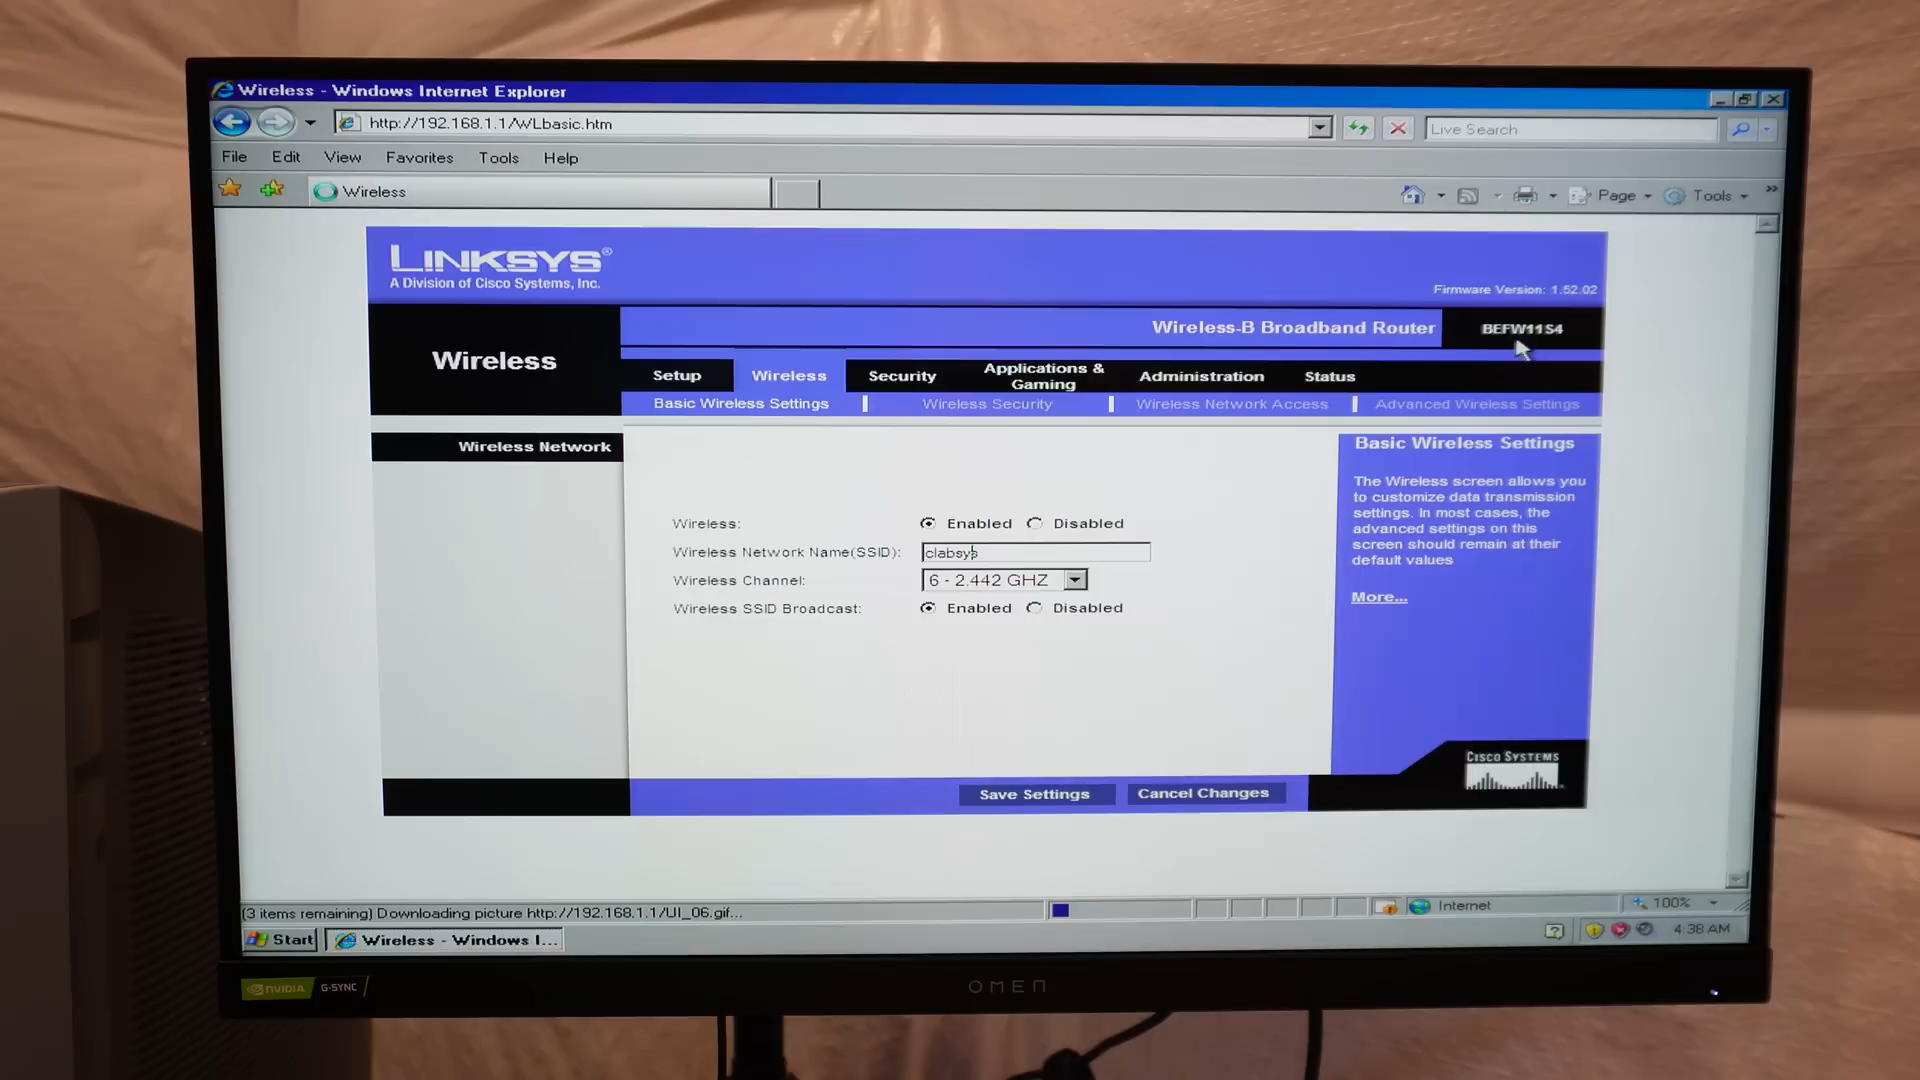 Wireless - Windows Internet Explorer
http://192.168.1.1/WLbasic.htm
Live Search
File Edit View Favorites Tools Help
Wireless
Page Tools
LINKSYS®
A Division of Cisco Systems, Inc.
Firmware Version: 1.52.02
Wireless-B Broadband Router
BEFW11S4
Wireless
Setup
Wireless
Security
Applications &
Gaming
Administration
Status
Basic Wireless Settings
Wireless Security
Wireless Network Access
Advanced Wireless Settings
Wireless Network
Wireless: Enabled Disabled
Wireless Network Name(SSID): clabsys
Wireless Channel: 6 - 2.442 GHZ
Wireless SSID Broadcast: Enabled Disabled
Basic Wireless Settings
The Wireless screen allows you
to customize data transmission
settings. In most cases, the
advanced settings on this
screen should remain at their
default values
More...
CISCO SYSTEMS
Save Settings
Cancel Changes
(3 items remaining) Downloading picture http://192.168.1.1/UI_06.gif...
Internet
100%
Start
Wireless - Windows I...
4:38 AM
NVIDIA G-SYNC
OMEN